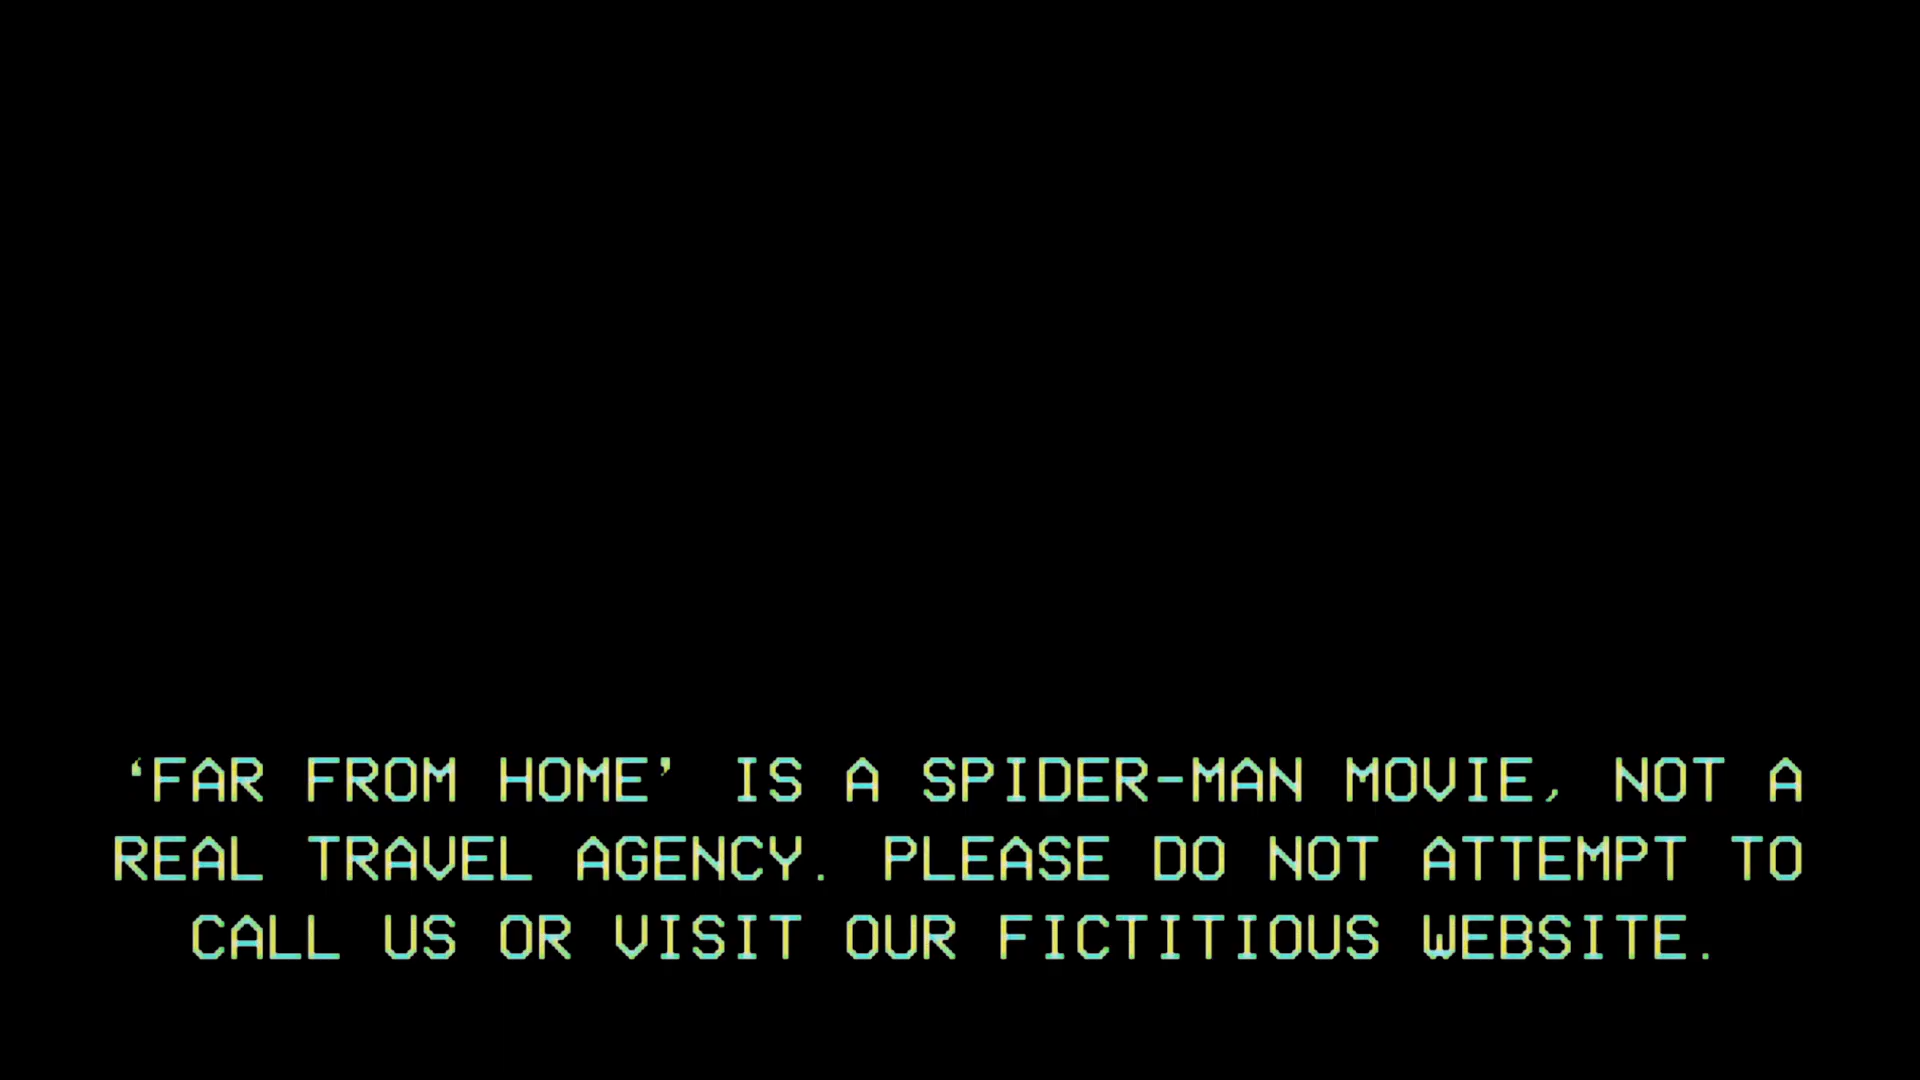 ‘FAR FROM HOME’ IS A SPIDER-MAN MOVIE, NOT A
REAL TRAVEL AGENCY. PLEASE DO NOT ATTEMPT TO
CALL US OR VISIT OUR FICTITIOUS WEBSITE.